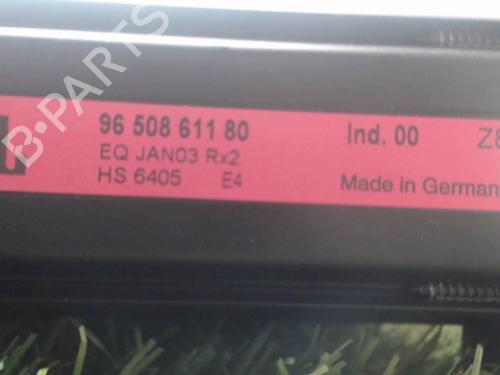 B-PARTS
96 508 611 80 Ind. 00
EQ JAN03 Rx2
HS 6405 E4 Made in German